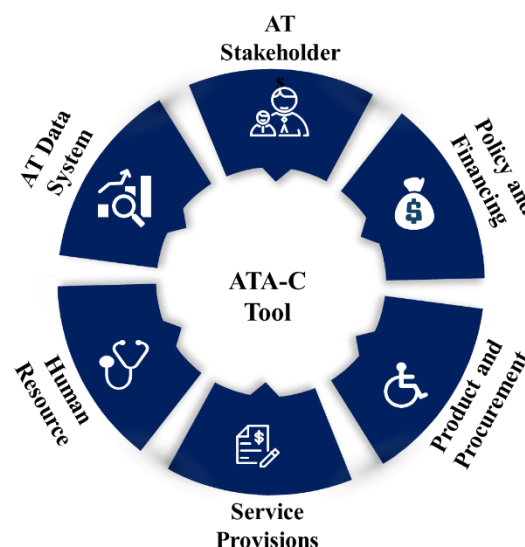 AT
Stakeholder
s
Policy and
Financing
$
Product and
Procurement
$
Service
Provisions
Human
Resource
AT Data
System
ATA-C
Tool